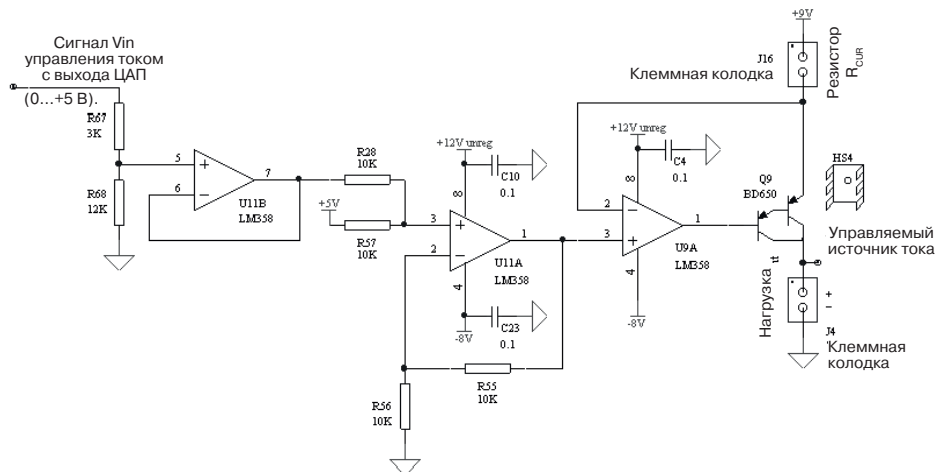 Сигнал Vin
управления током
с выхода ЦАП
(0...+5 В).
R67
3K
R68
12K
5
6
7
U11B
LM358
R28
10K
+5V
R57
10K
+12V unreg
C10
0.1
8
3
2
1
4
U11A
LM358
-8V
C23
0.1
R55
10K
R56
10K
+12V unreg
C4
0.1
8
2
3
1
4
U9A
LM358
-8V
+9V
J16
Клеммная колодка
Резистор
RCUR
Q9
BD650
HS4
Управляемый
источник тока
Нагрузка
+
-
J4
Клеммная
колодка